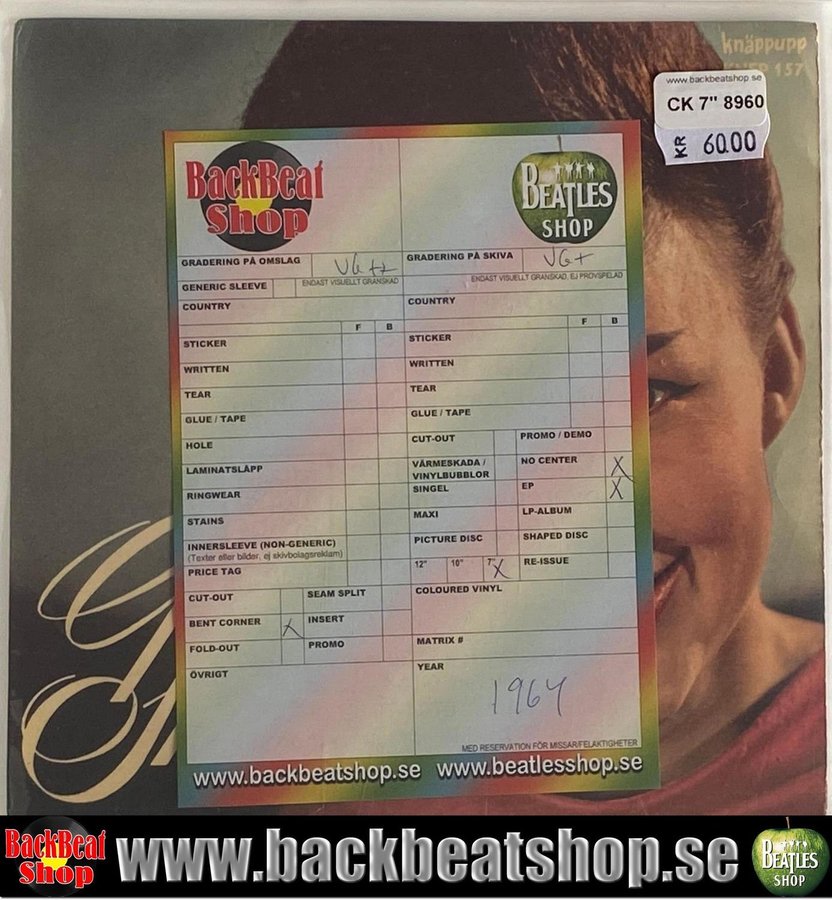 knäppupp
www.backbeatshop.se
CK 7" 8960
KR 60.00
BackBeat
Shop
BEATLES
SHOP
GRADERING PÅ OMSLAG VG++
ENDAST VISUELLT GRANSKAD
GENERIC SLEEVE
COUNTRY
F B
STICKER
WRITTEN
TEAR
GLUE / TAPE
HOLE
LAMINATSLÄPP
RINGWEAR
STAINS
INNERSLEEVE (NON-GENERIC)
(Texter eller bilder, ej skivbolagsreklam)
PRICE TAG
CUT-OUT SEAM SPLIT
BENT CORNER X INSERT
FOLD-OUT PROMO
ÖVRIGT
GRADERING PÅ SKIVA VG+
ENDAST VISUELLT GRANSKAD, EJ PROVSPELAD
COUNTRY
F B
STICKER
WRITTEN
TEAR
GLUE / TAPE
CUT-OUT PROMO / DEMO
VÄRMESKADA / NO CENTER X
VINYLBUBBLOR
SINGEL EP X
MAXI LP-ALBUM
PICTURE DISC SHAPED DISC
12" 10" 7" X RE-ISSUE
COLOURED VINYL
MATRIX #
YEAR
1964
MED RESERVATION FÖR MISSAR/FELAKTIGHETER
www.backbeatshop.se www.beatlesshop.se
BackBeat
Shop
www.backbeatshop.se
BEATLES
SHOP